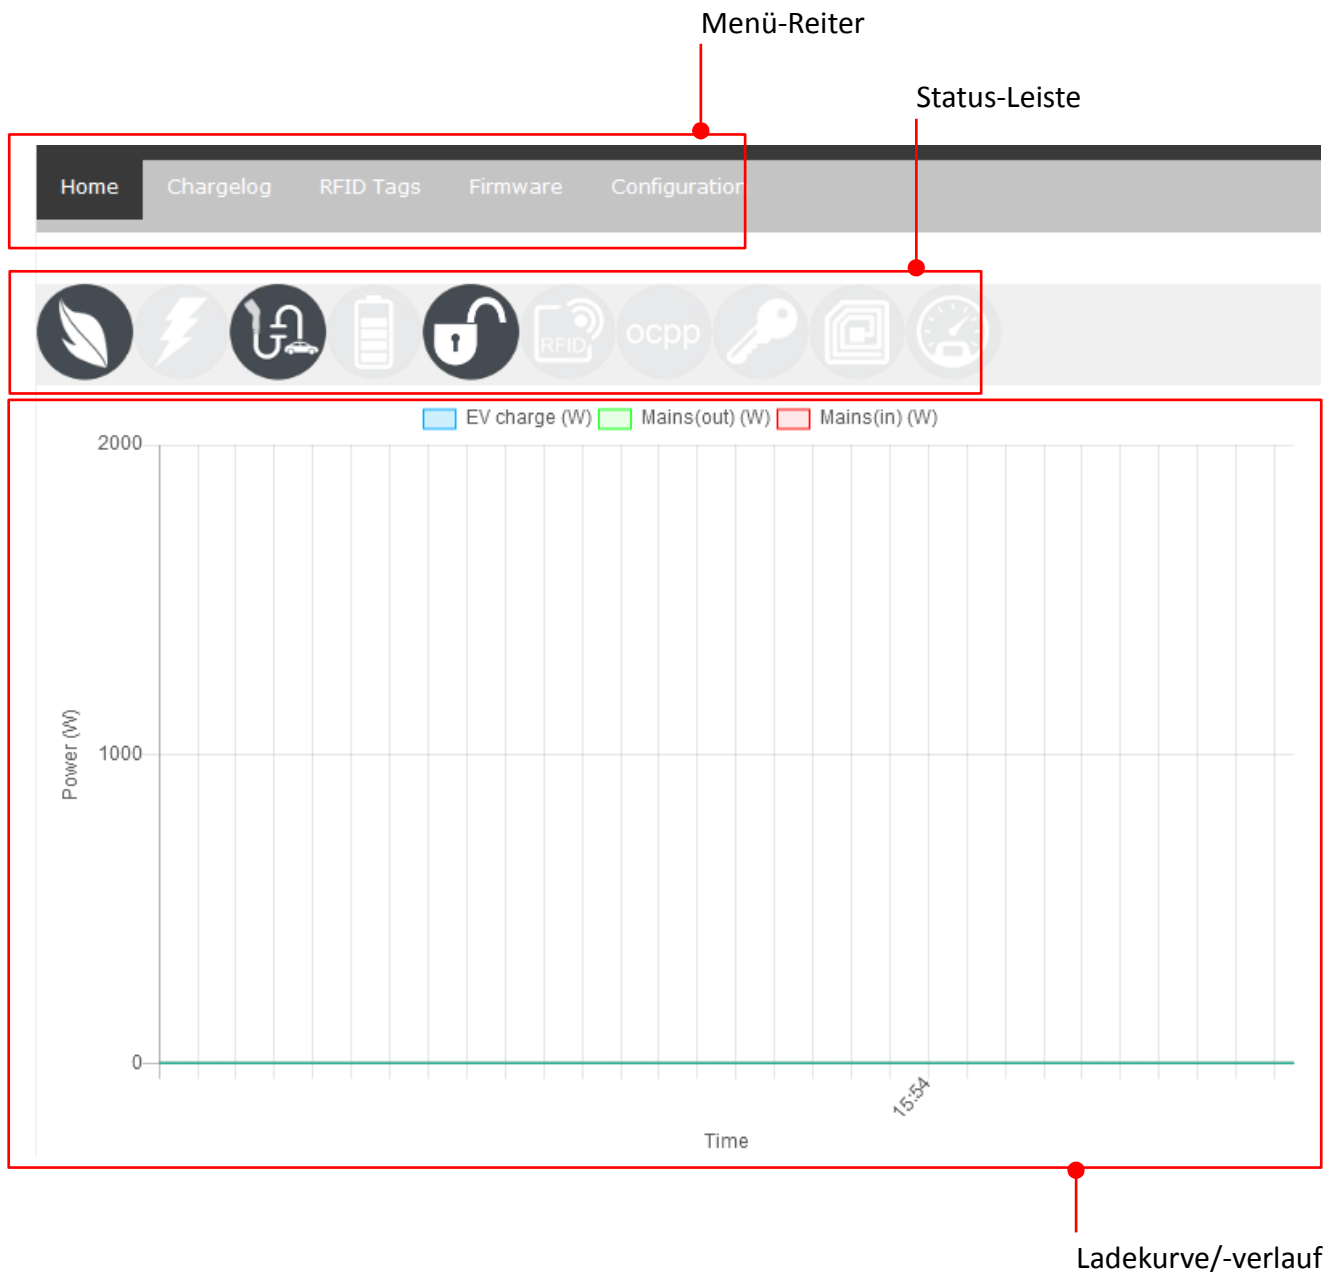 Menü-Reiter
Status-Leiste
Home Chargelog RFID Tags Firmware Configuration
RFID ocpp
EV charge (W) Mains(out) (W) Mains(in) (W)
2000
Power (W)
1000
0
15:54
Time
Ladekurve/-verlauf